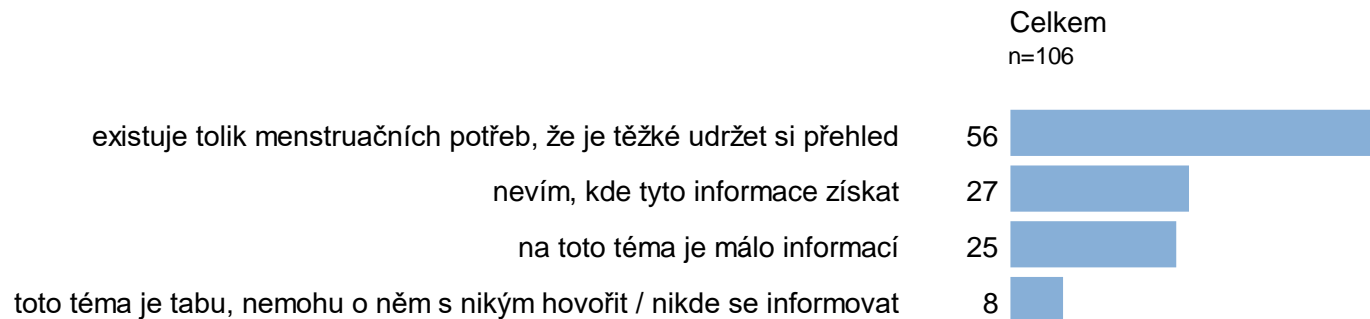 Celkem
n=106
existuje tolik menstruačních potřeb, že je těžké udržet si přehled 56
nevím, kde tyto informace získat 27
na toto téma je málo informací 25
toto téma je tabu, nemohu o něm s nikým hovořit / nikde se informovat 8